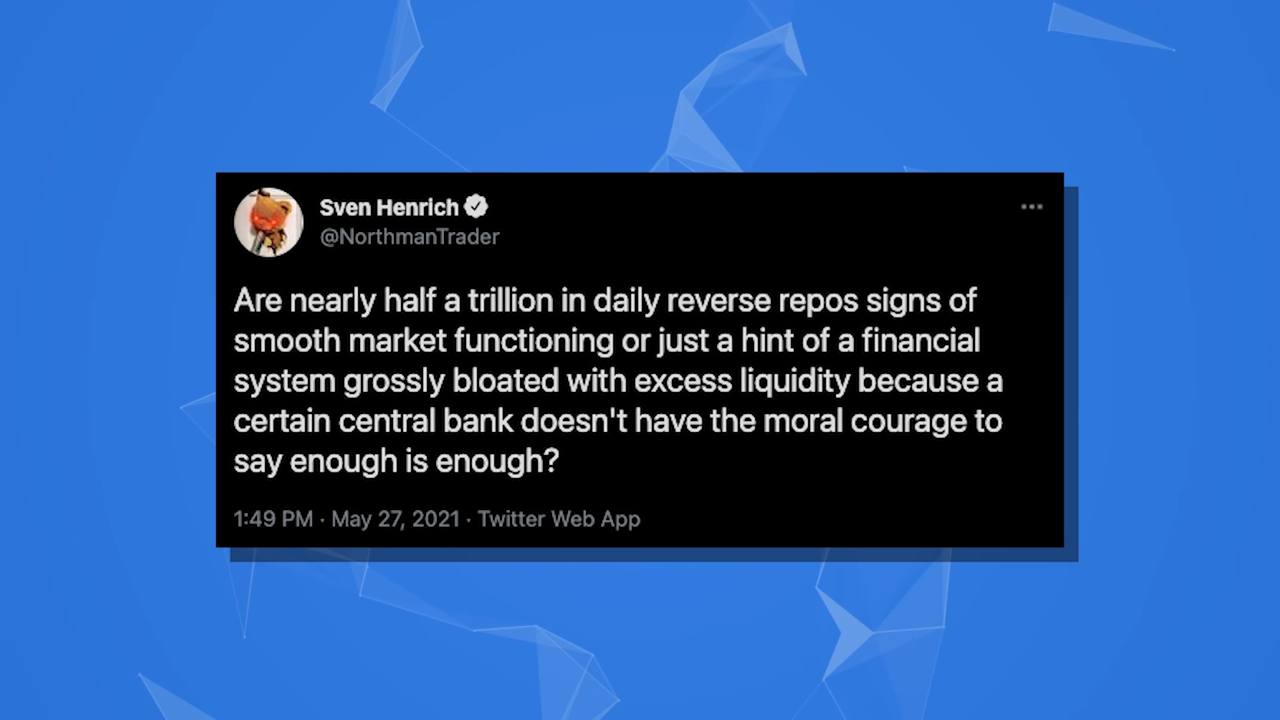 Sven Henrich
@NorthmanTrader
Are nearly half a trillion in daily reverse repos signs of
smooth market functioning or just a hint of a financial
system grossly bloated with excess liquidity because a
certain central bank doesn't have the moral courage to
say enough is enough?
1:49 PM · May 27, 2021 · Twitter Web App